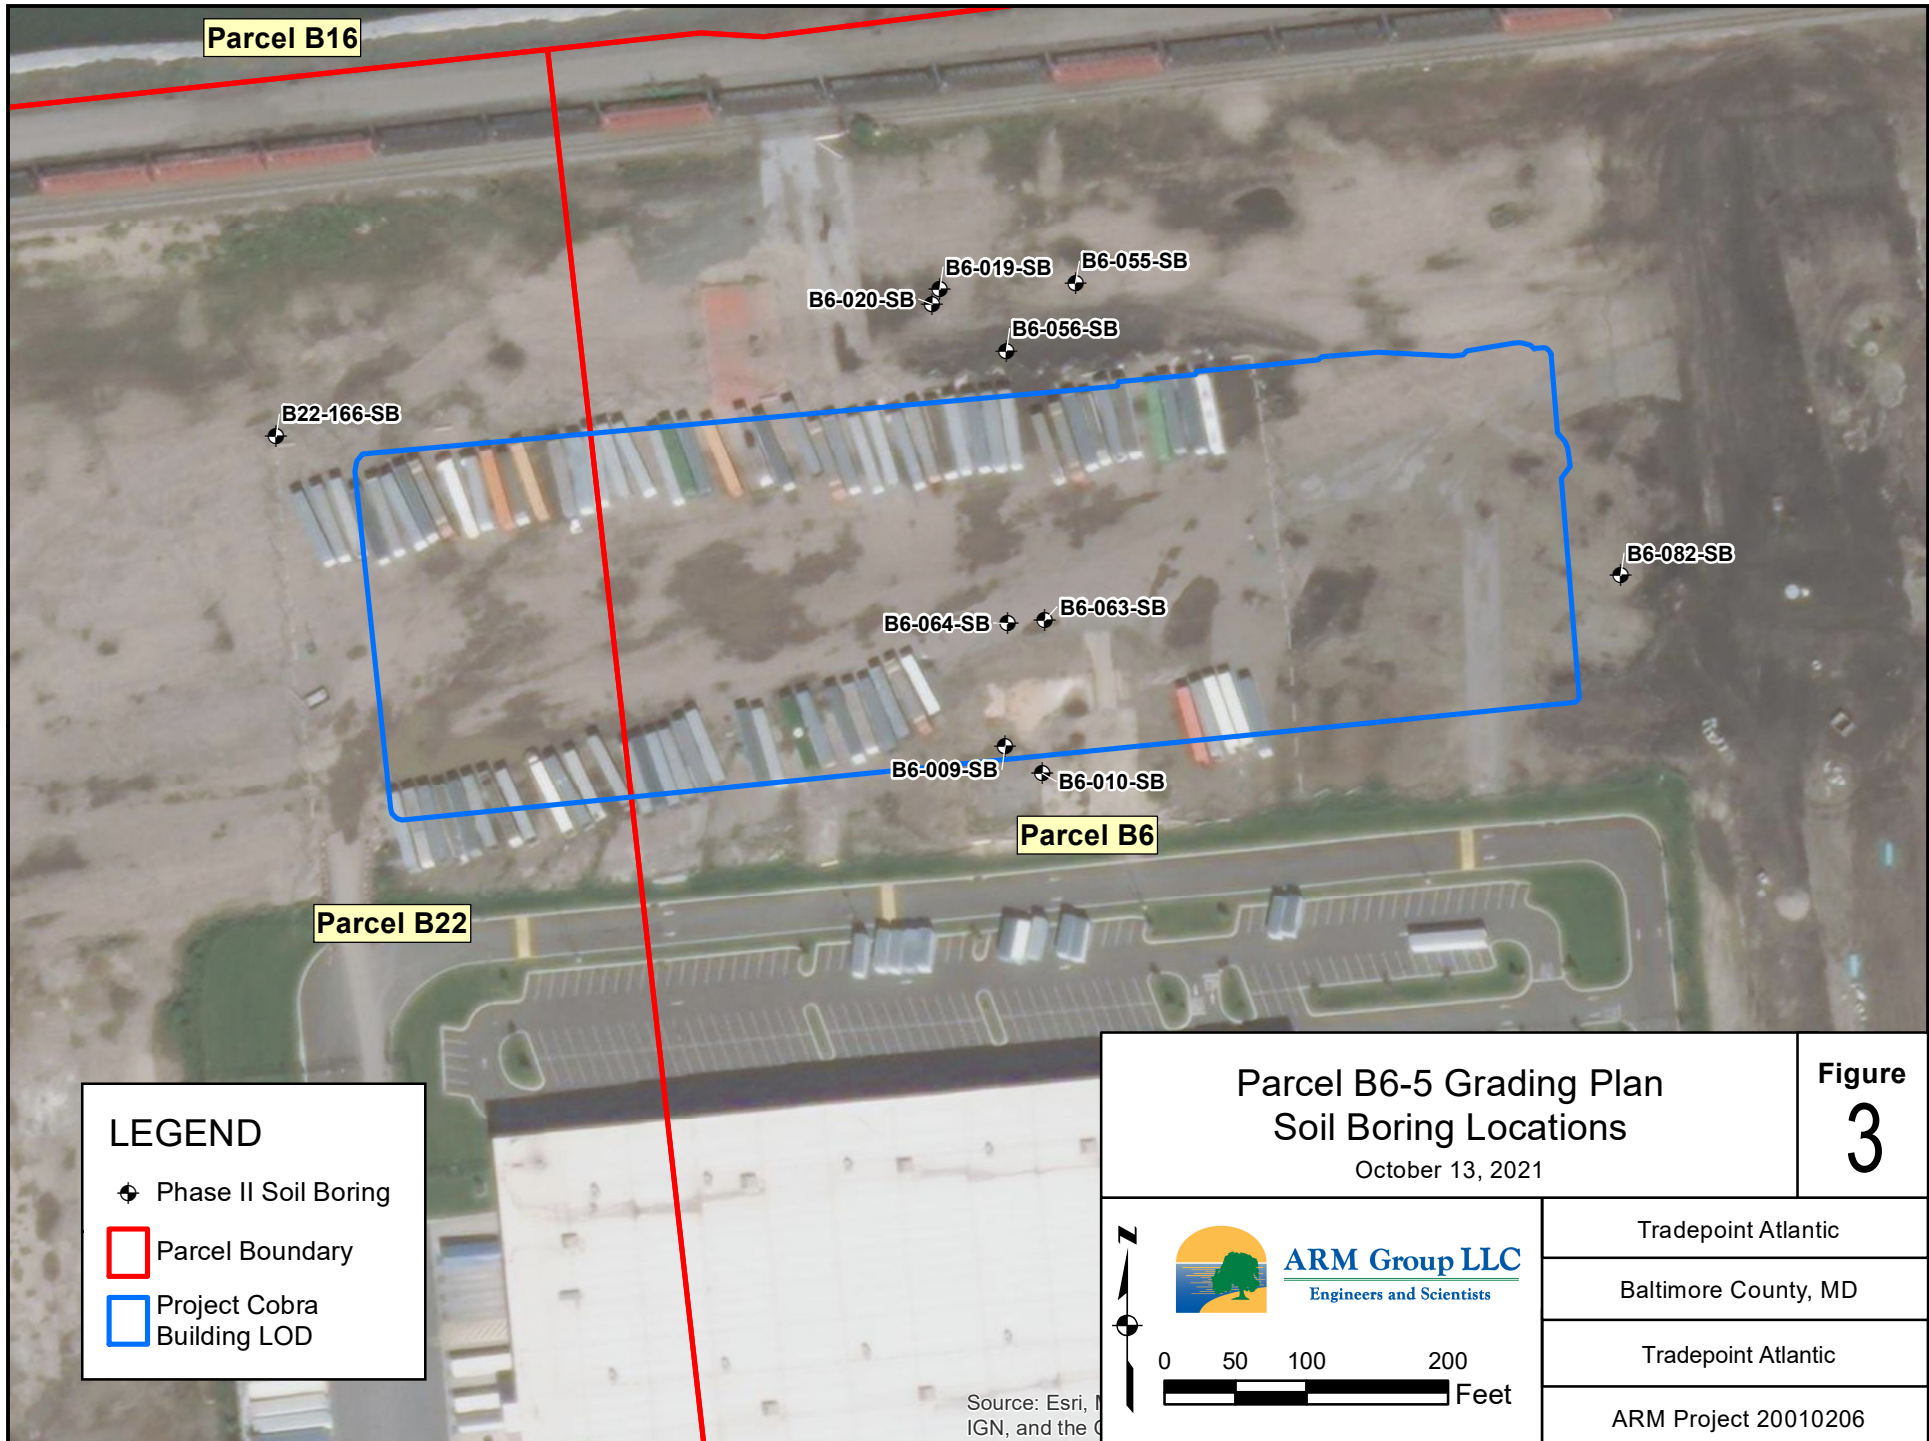 Parcel B16
B6-019-SB
B6-055-SB
B6-020-SB
B6-056-SB
B22-166-SB
B6-082-SB
B6-063-SB
B6-064-SB
B6-009-SB
B6-010-SB
Parcel B6
Parcel B22
LEGEND
Phase II Soil Boring
Parcel Boundary
Project Cobra
Building LOD
Parcel B6-5 Grading Plan
Soil Boring Locations
October 13, 2021
Figure
3
N
ARM Group LLC
Engineers and Scientists
0 50 100 200
Feet
Tradepoint Atlantic
Baltimore County, MD
Tradepoint Atlantic
ARM Project 20010206
Source: Esri,
IGN, and the